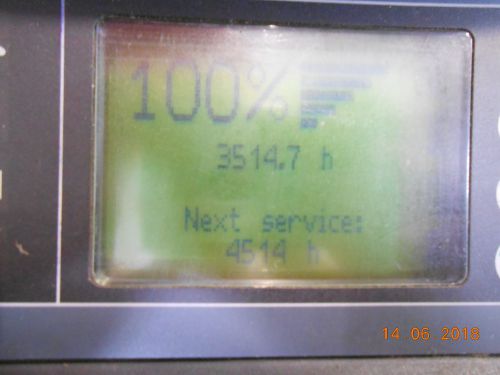 100%
3514.7 h
Next service:
4514 h
14 06 2018